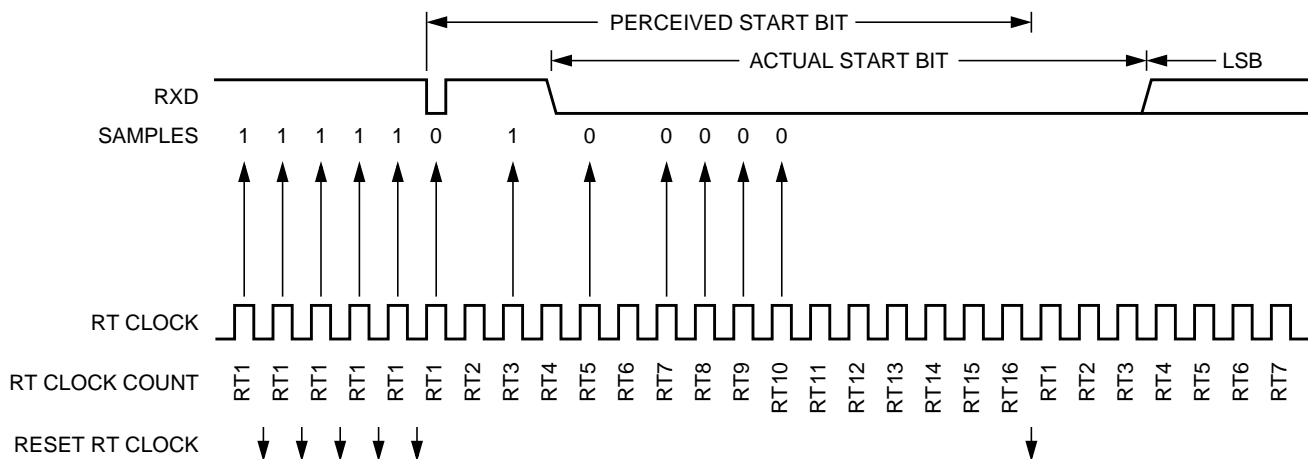 PERCEIVED START BIT
ACTUAL START BIT
LSB
RXD
SAMPLES 1 1 1 1 1 0 1 0 0 0 0 0
RT CLOCK
RT CLOCK COUNT RT1 RT1 RT1 RT1 RT1 RT1 RT2 RT3 RT4 RT5 RT6 RT7 RT8 RT9 RT10 RT11 RT12 RT13 RT14 RT15 RT16 RT1 RT2 RT3 RT4 RT5 RT6 RT7
RESET RT CLOCK